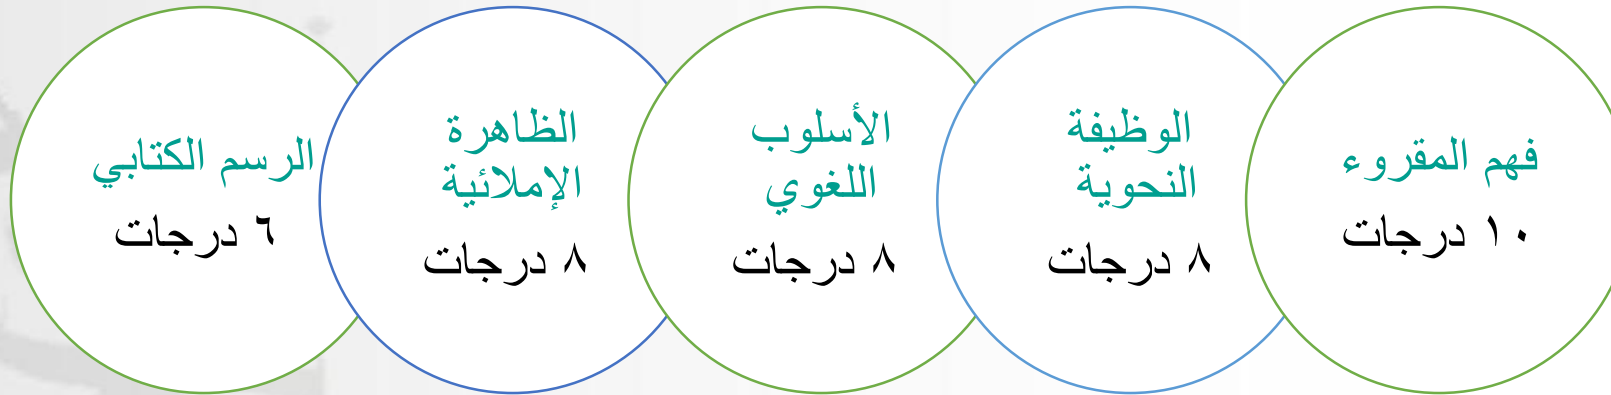 فهم المقروء
١٠ درجات
الوظيفة
النحوية
٨ درجات
الأسلوب
اللغوي
٨ درجات
الظاهرة
الإملائية
٨ درجات
الرسم الكتابي
٦ درجات